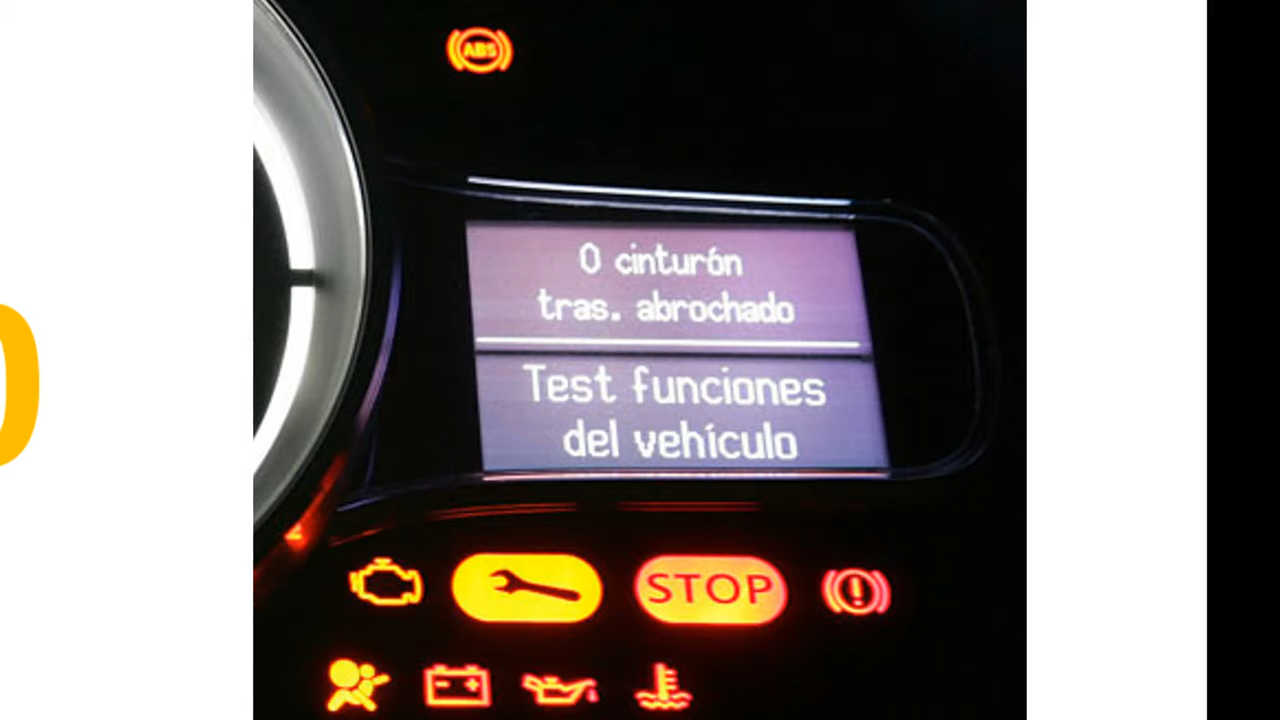 ABS
0 cinturón
tras. abrochado
Test funciones
del vehículo
STOP